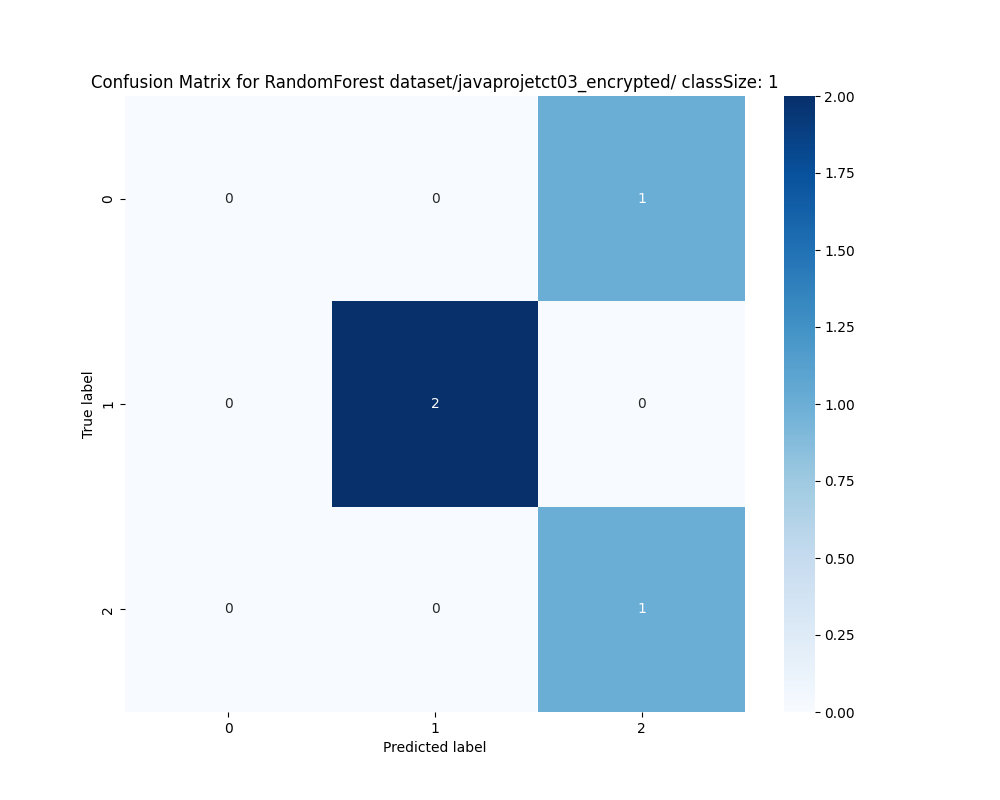 Confusion Matrix for RandomForest dataset/javaprojetct03_encrypted/ classSize: 1
2.00
1.75
1.50
1.25
1.00
0.75
0.50
0.25
0.00
True label
0
0 0 1
1
0 2 0
2
0 0 1
0 1 2
Predicted label